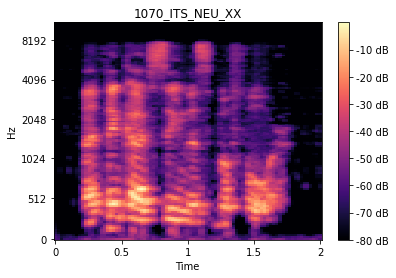 1070_ITS_NEU_XX
8192
4096
2048
1024
512
0
Hz
0
0.5
1
1.5
2
Time
-10 dB
-20 dB
-30 dB
-40 dB
-50 dB
-60 dB
-70 dB
-80 dB